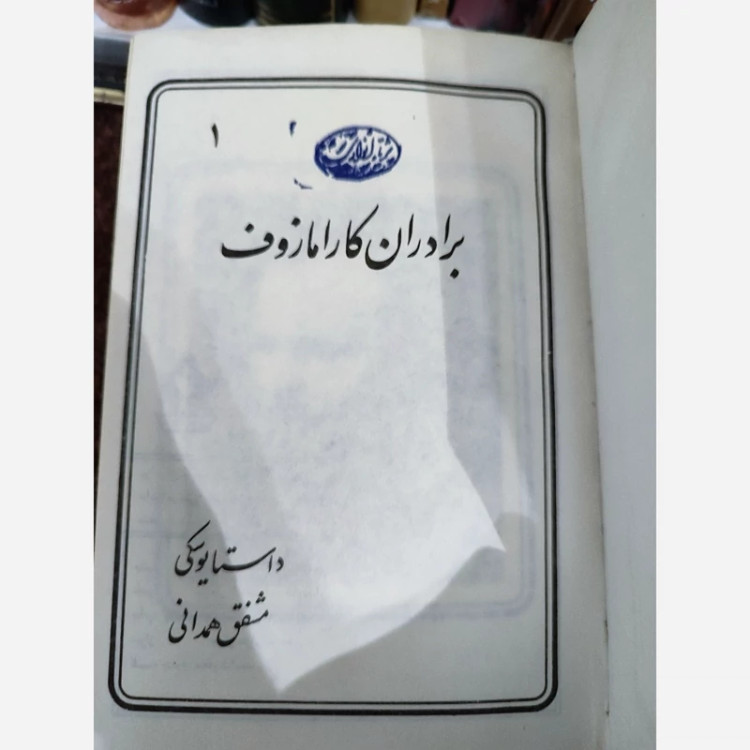 ۱
برادران کارامازوف
داستایوسکی
مشفق همدانی